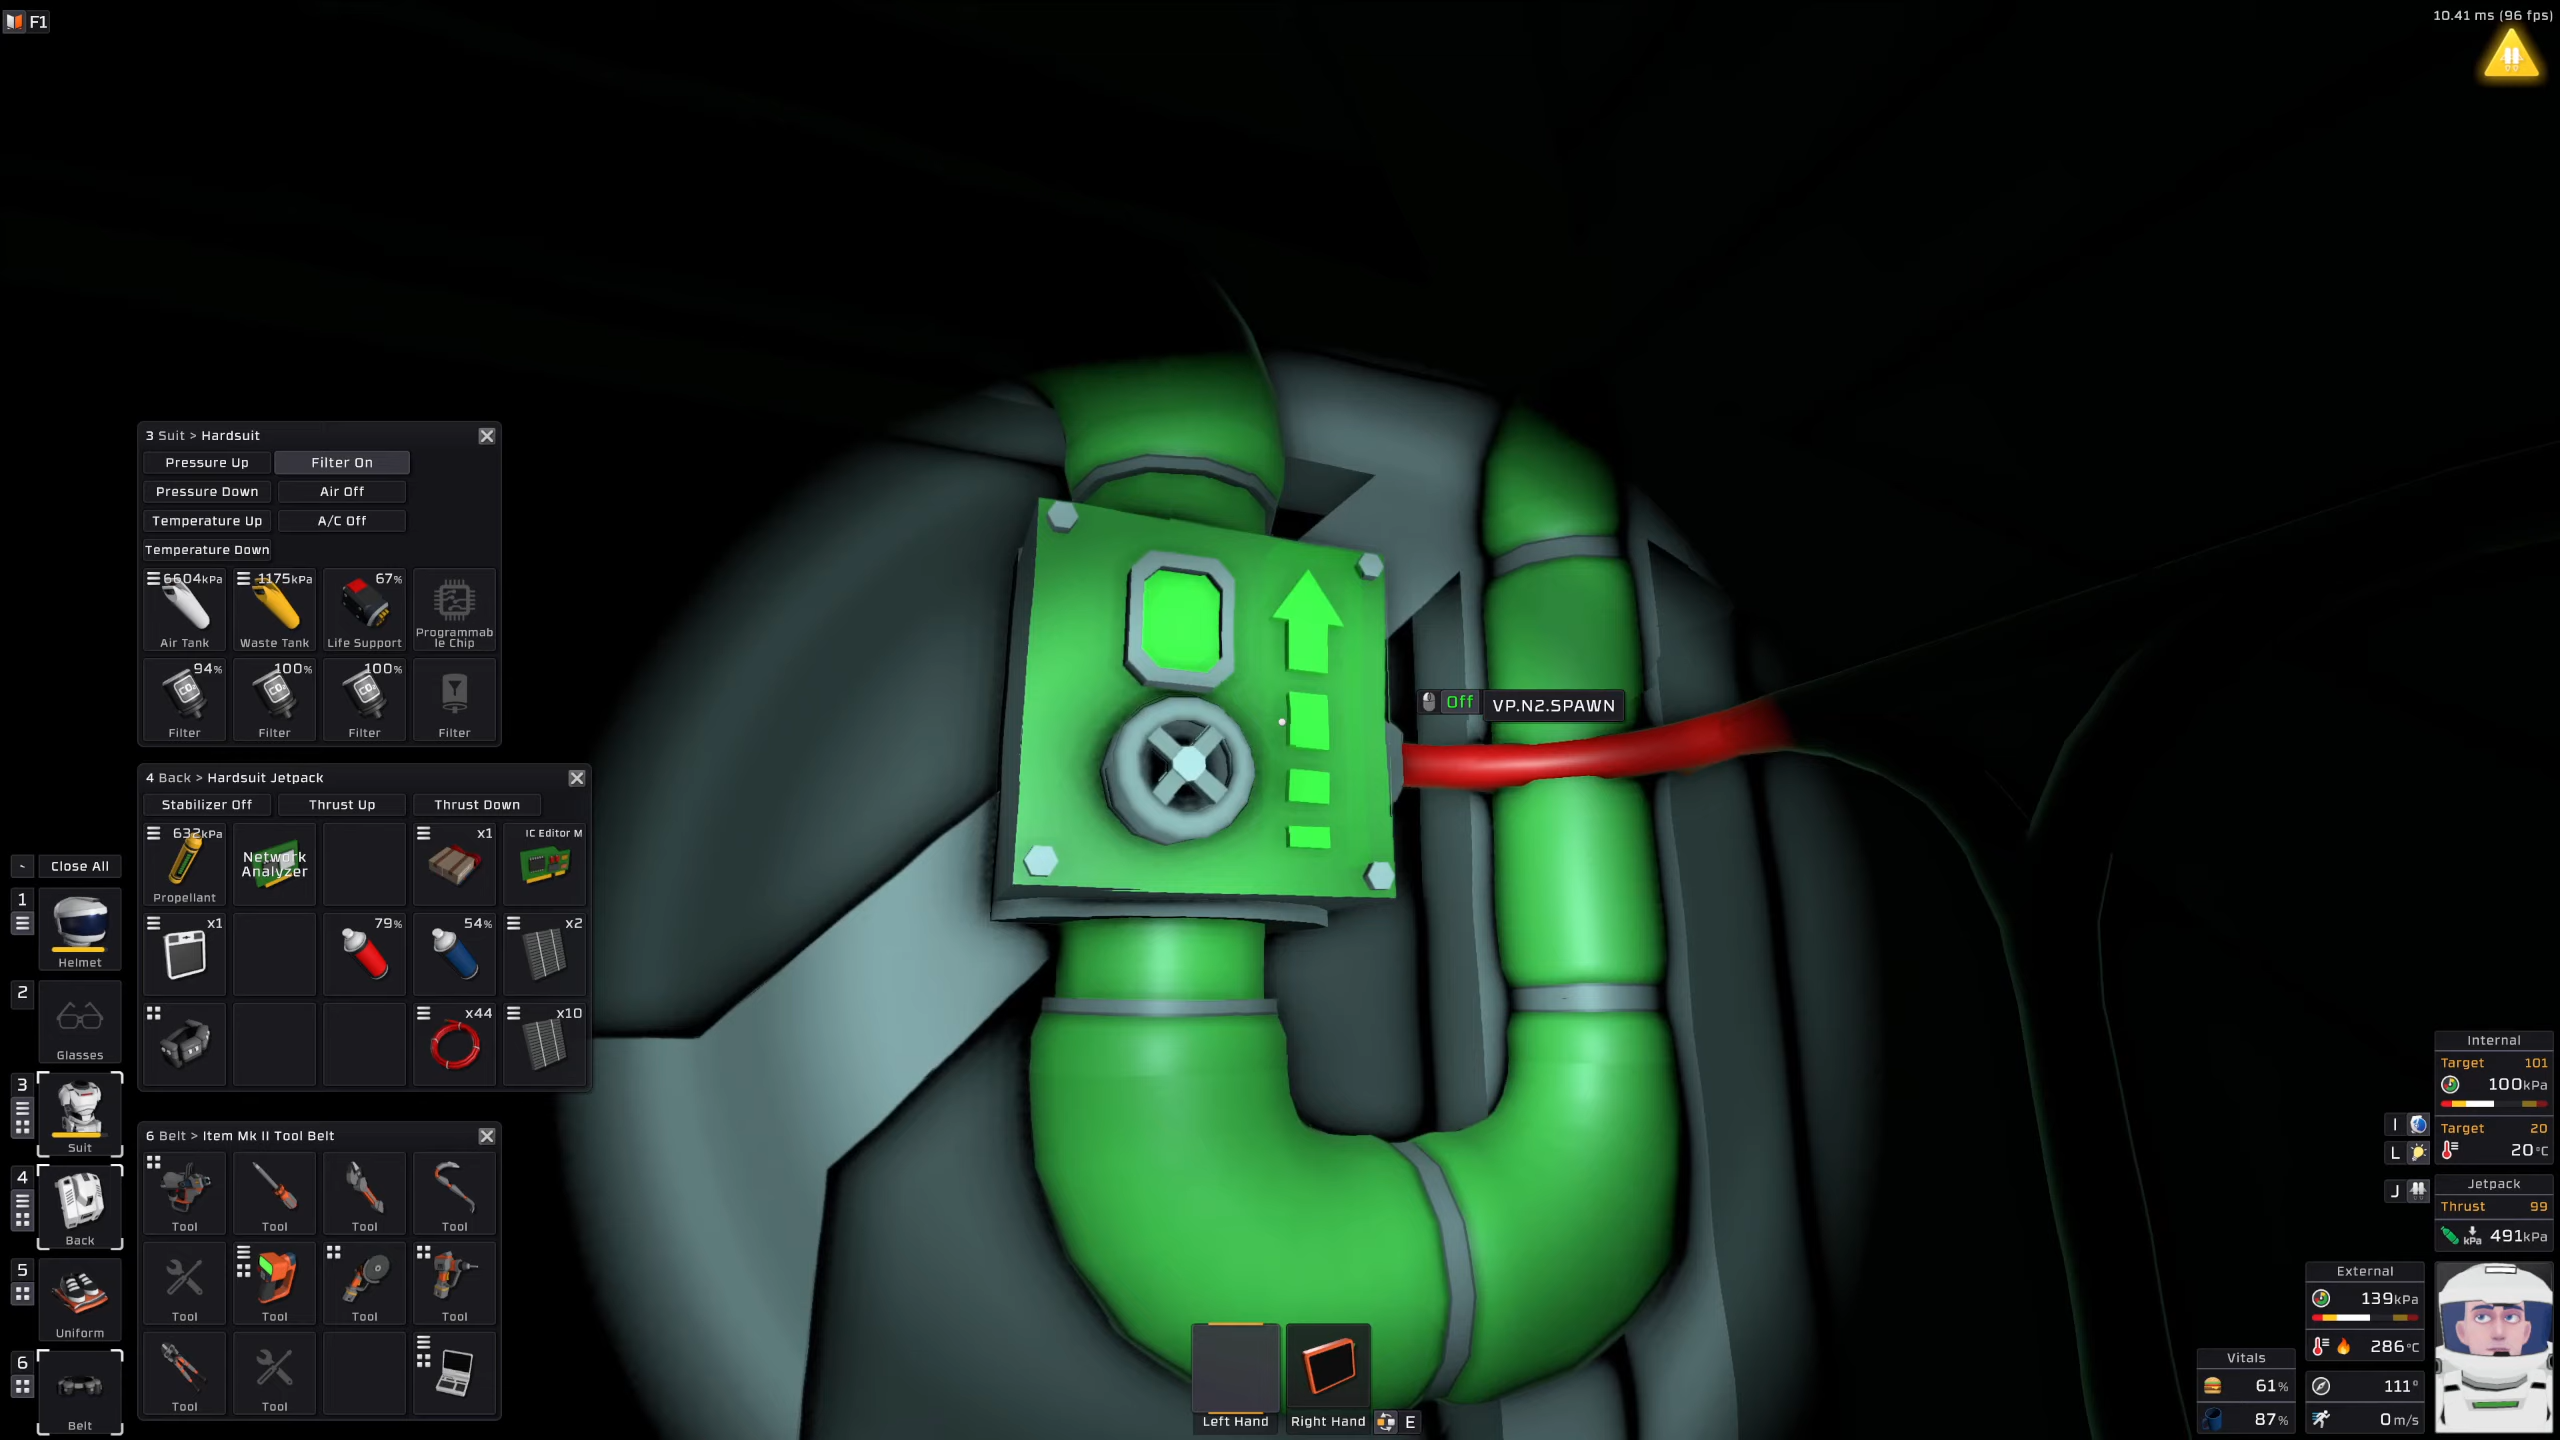 F1
10.41 ms (96 fps)
3 Suit > Hardsuit
Pressure Up
Filter On
Pressure Down
Air Off
Temperature Up
A/C Off
Temperature Down
6604kPa
Air Tank
1175kPa
Waste Tank
67%
Life Support
Programmab
le Chip
94%
CO₂
Filter
100%
CO₂
Filter
100%
CO₂
Filter
Filter
Off
VP.N2.SPAWN
4 Back > Hardsuit Jetpack
Stabilizer Off
Thrust Up
Thrust Down
632kPa
Propellant
Network
Analyzer
x1
IC Editor M
x1
79%
54%
x2
x44
x10
~
Close All
1
Helmet
2
Glasses
3
Suit
4
Back
5
Uniform
6
Belt
6 Belt > Item Mk II Tool Belt
Tool
Tool
Tool
Tool
Tool
Tool
Tool
Tool
Tool
Tool
Left Hand
Right Hand
E
Internal
Target 101
100kPa
Target 20
20°C
I
L
J
Jetpack
Thrust 99
kPa 491kPa
External
139kPa
286°C
111°
0m/s
Vitals
61%
87%